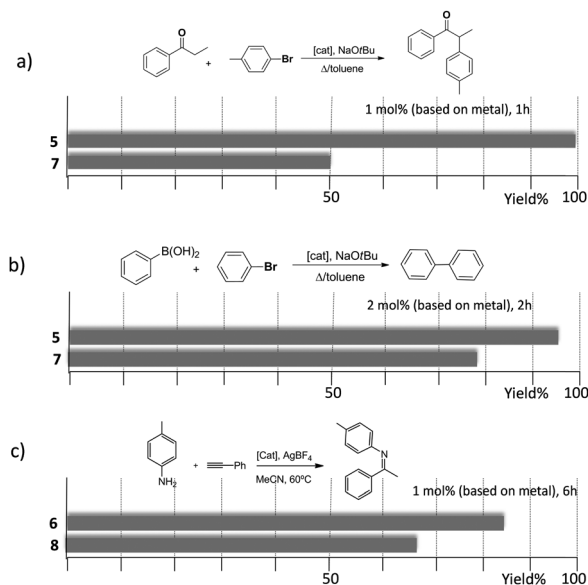 a)
O
+
Br
[cat], NaOtBu
Δ/toluene
O
1 mol% (based on metal), 1h
5
7
50
Yield%
100
b)
B(OH)2
+
Br
[cat], NaOtBu
Δ/toluene
2 mol% (based on metal), 2h
5
7
50
Yield%
100
c)
NH2
+
Ph
[Cat], AgBF4
MeCN, 60ºC
N
1 mol% (based on metal), 6h
6
8
50
Yield%
100